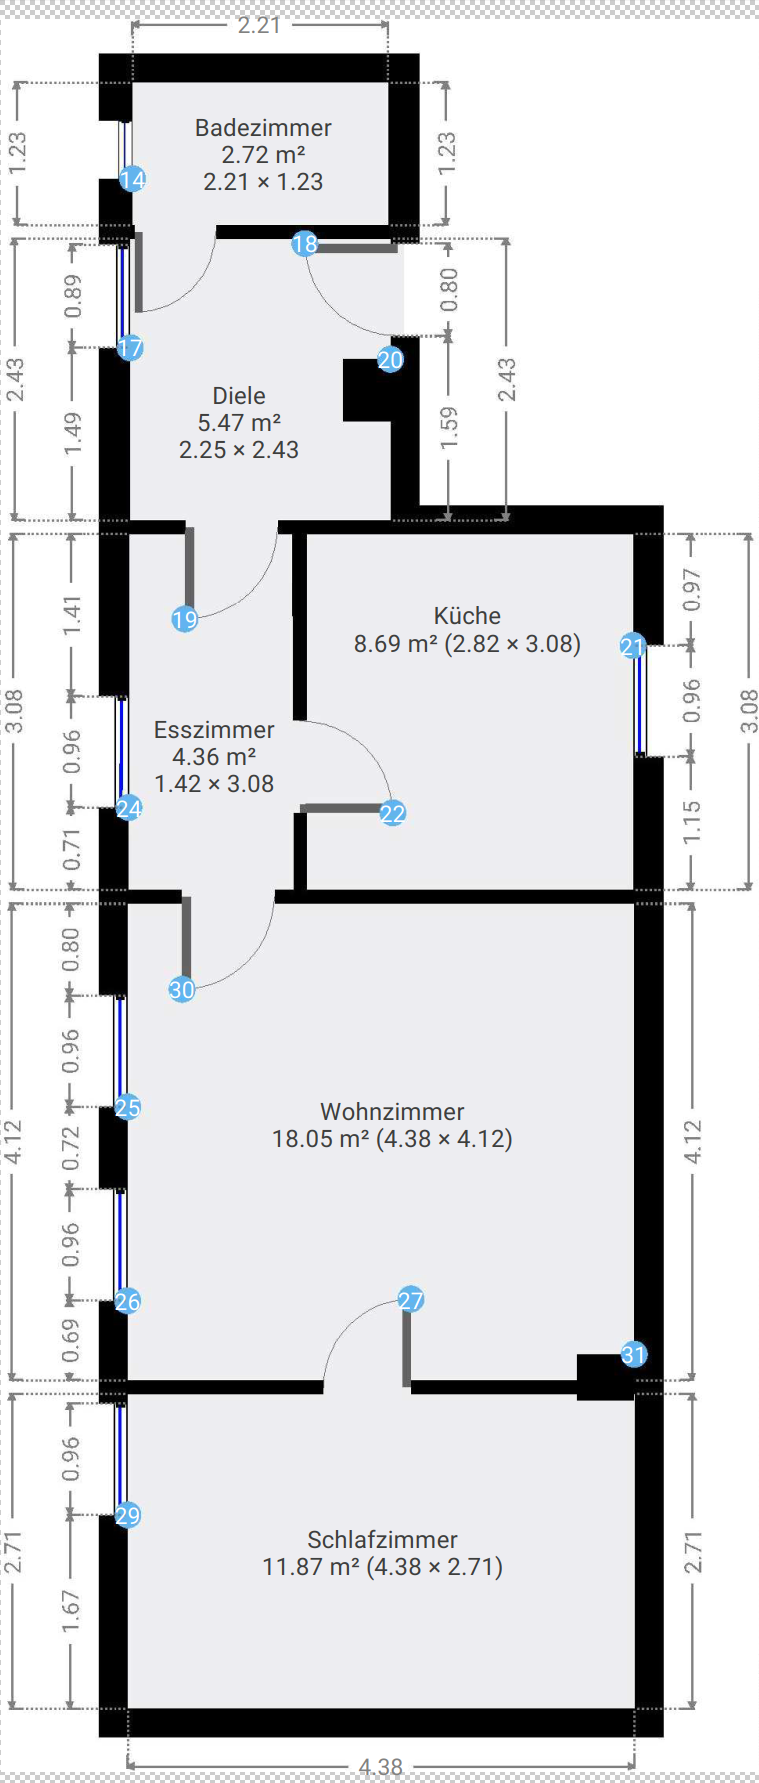 2.21
Badezimmer
2.72 m²
2.21 × 1.23
1.23
1.23
14
18
0.89
2.43
17
0.80
2.43
20
Diele
5.47 m²
2.25 × 2.43
1.49
1.59
19
1.41
3.08
Küche
8.69 m² (2.82 × 3.08)
0.97
21
0.96
3.08
Esszimmer
4.36 m²
1.42 × 3.08
0.96
24
22
0.71
1.15
0.80
30
0.96
25
4.12
Wohnzimmer
18.05 m² (4.38 × 4.12)
4.12
0.72
0.96
26
27
0.69
31
0.96
29
2.71
Schlafzimmer
11.87 m² (4.38 × 2.71)
2.71
1.67
4.38